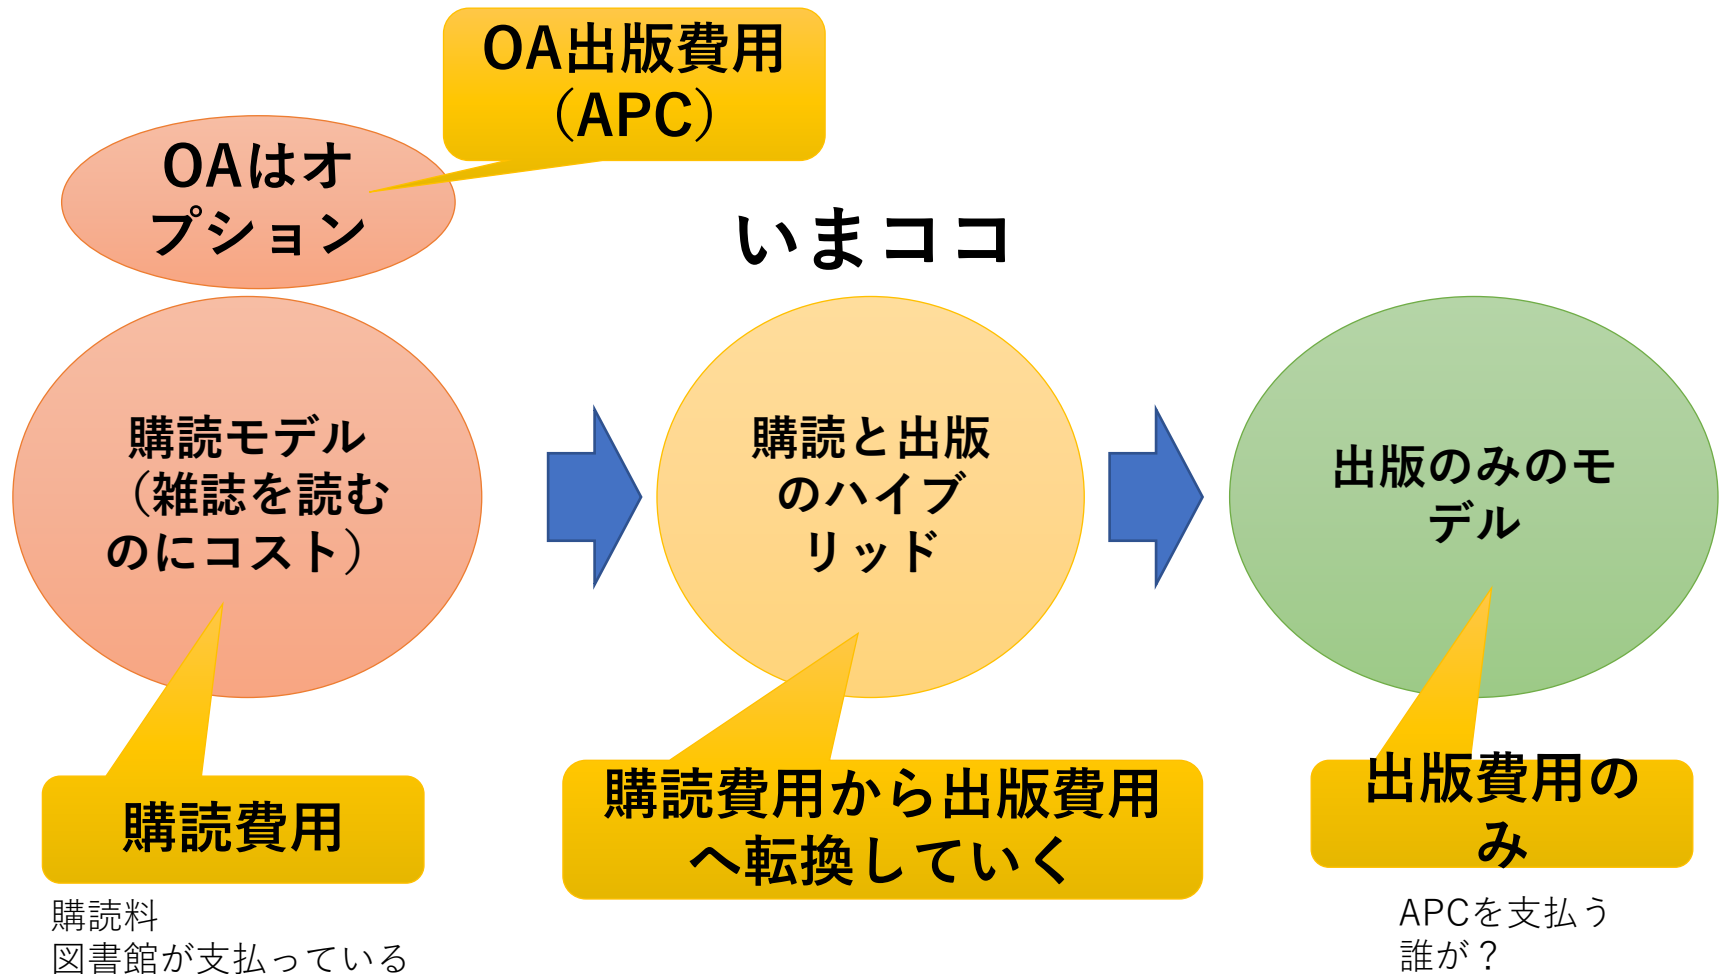 OA出版費用
（APC）
OAはオ
プション
いまココ
購読モデル
（雑誌を読む
のにコスト）
購読と出版
のハイブ
リッド
出版のみのモ
デル
購読費用
購読費用から出版費用
へ転換していく
出版費用の
み
購読料
図書館が支払っている
APCを支払う
誰が？